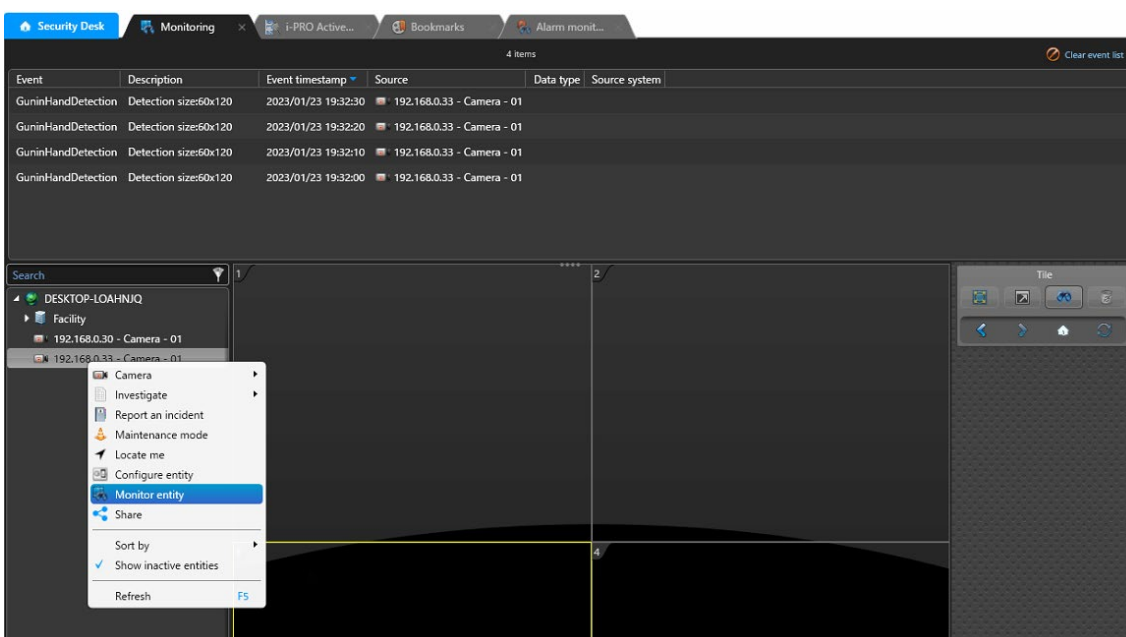 Security Desk Monitoring i-PRO Active... Bookmarks Alarm monit...
4 items Clear event list
Event Description Event timestamp Source Data type Source system
GuninHandDetection Detection size:60x120 2023/01/23 19:32:30 192.168.0.33 - Camera - 01
GuninHandDetection Detection size:60x120 2023/01/23 19:32:20 192.168.0.33 - Camera - 01
GuninHandDetection Detection size:60x120 2023/01/23 19:32:10 192.168.0.33 - Camera - 01
GuninHandDetection Detection size:60x120 2023/01/23 19:32:00 192.168.0.33 - Camera - 01
Search 1 2 Tile
DESKTOP-LOAHNJQ
Facility
192.168.0.30 - Camera - 01
192.168.0.33 - Camera - 01
Camera
Investigate
Report an incident
Maintenance mode
Locate me
Configure entity
Monitor entity
Share
Sort by 4
Show inactive entities
Refresh F5